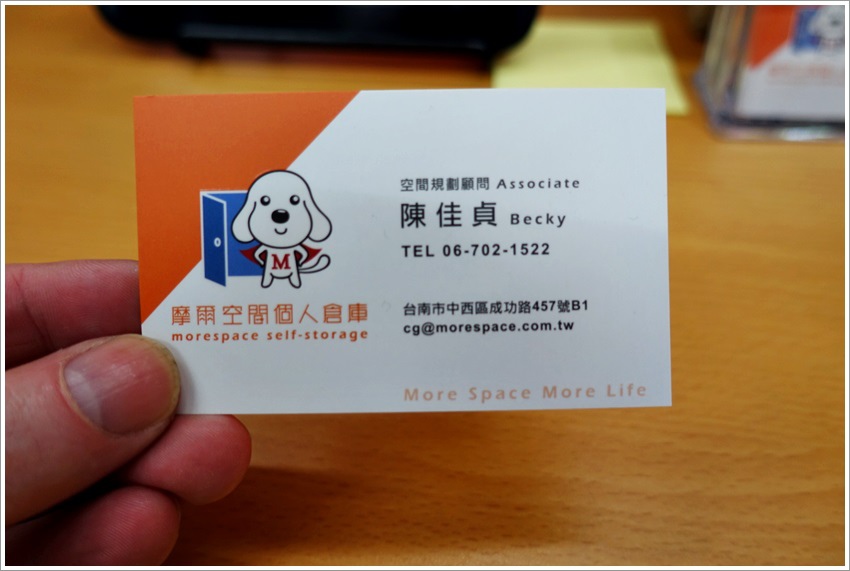 空間規劃顧問 Associate
陳佳貞 Becky
TEL 06-702-1522
台南市中西區成功路457號B1
cg@morespace.com.tw
M
摩爾空間個人倉庫
morespace self-storage
More Space More Life